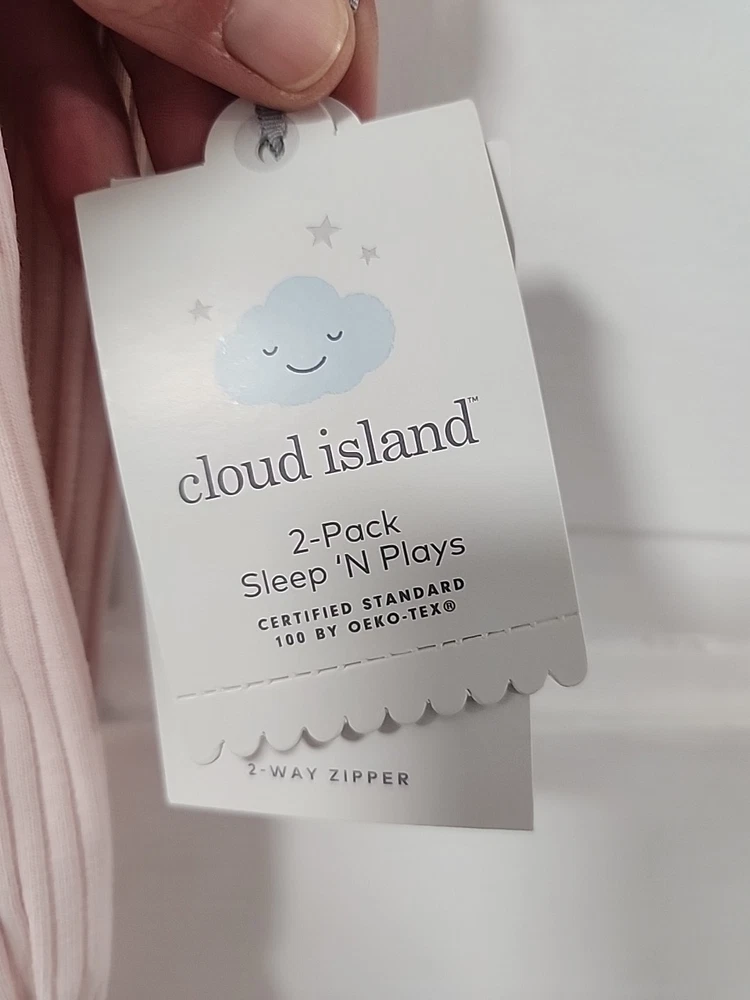 cloud island™
2-Pack
Sleep 'N Plays
CERTIFIED STANDARD
100 BY OEKO-TEX®
2-WAY ZIPPER